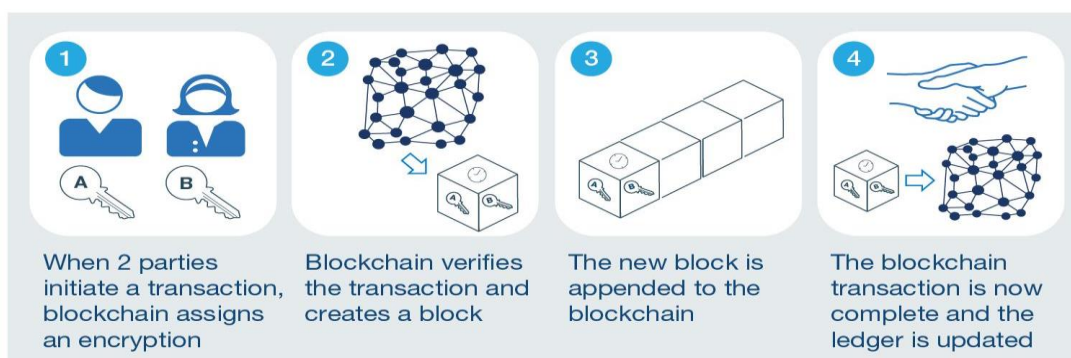 1
A
B
When 2 parties
initiate a transaction,
blockchain assigns
an encryption
2
A
B
Blockchain verifies
the transaction and
creates a block
3
A
B
The new block is
appended to the
blockchain
4
A
B
The blockchain
transaction is now
complete and the
ledger is updated